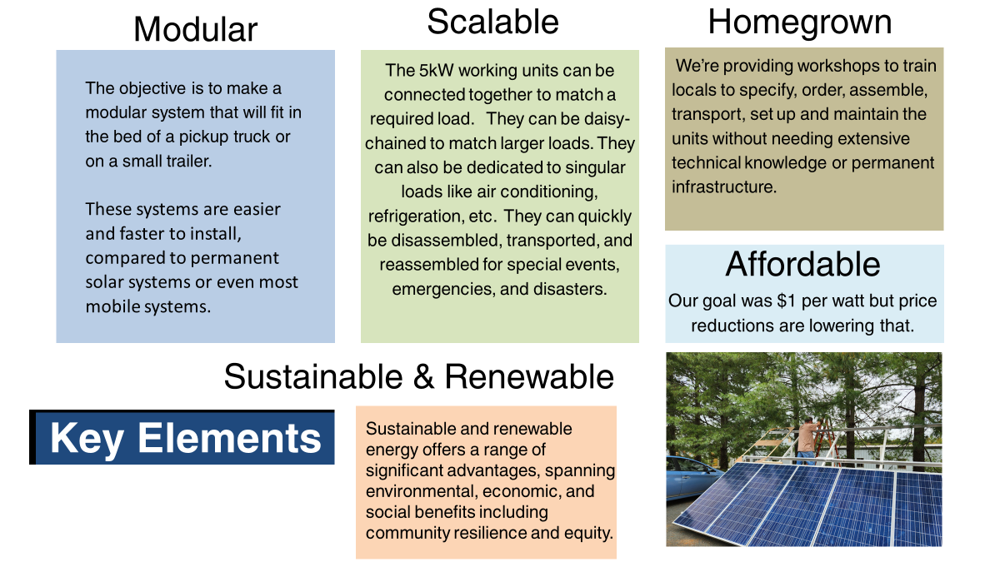 Modular
The objective is to make a
modular system that will fit in
the bed of a pickup truck or
on a small trailer.
These systems are easier
and faster to install,
compared to permanent
solar systems or even most
mobile systems.
Scalable
The 5kW working units can be
connected together to match a
required load.   They can be daisy-
chained to match larger loads. They
can also be dedicated to singular
loads like air conditioning,
refrigeration, etc.  They can quickly
be disassembled, transported, and
reassembled for special events,
emergencies, and disasters.
Homegrown
We’re providing workshops to train
locals to specify, order, assemble,
transport, set up and maintain the
units without needing extensive
technical knowledge or permanent
infrastructure.
Affordable
Our goal was $1 per watt but price
reductions are lowering that.
Sustainable & Renewable
Key Elements
Sustainable and renewable
energy offers a range of
significant advantages, spanning
environmental, economic, and
social benefits including
community resilience and equity.